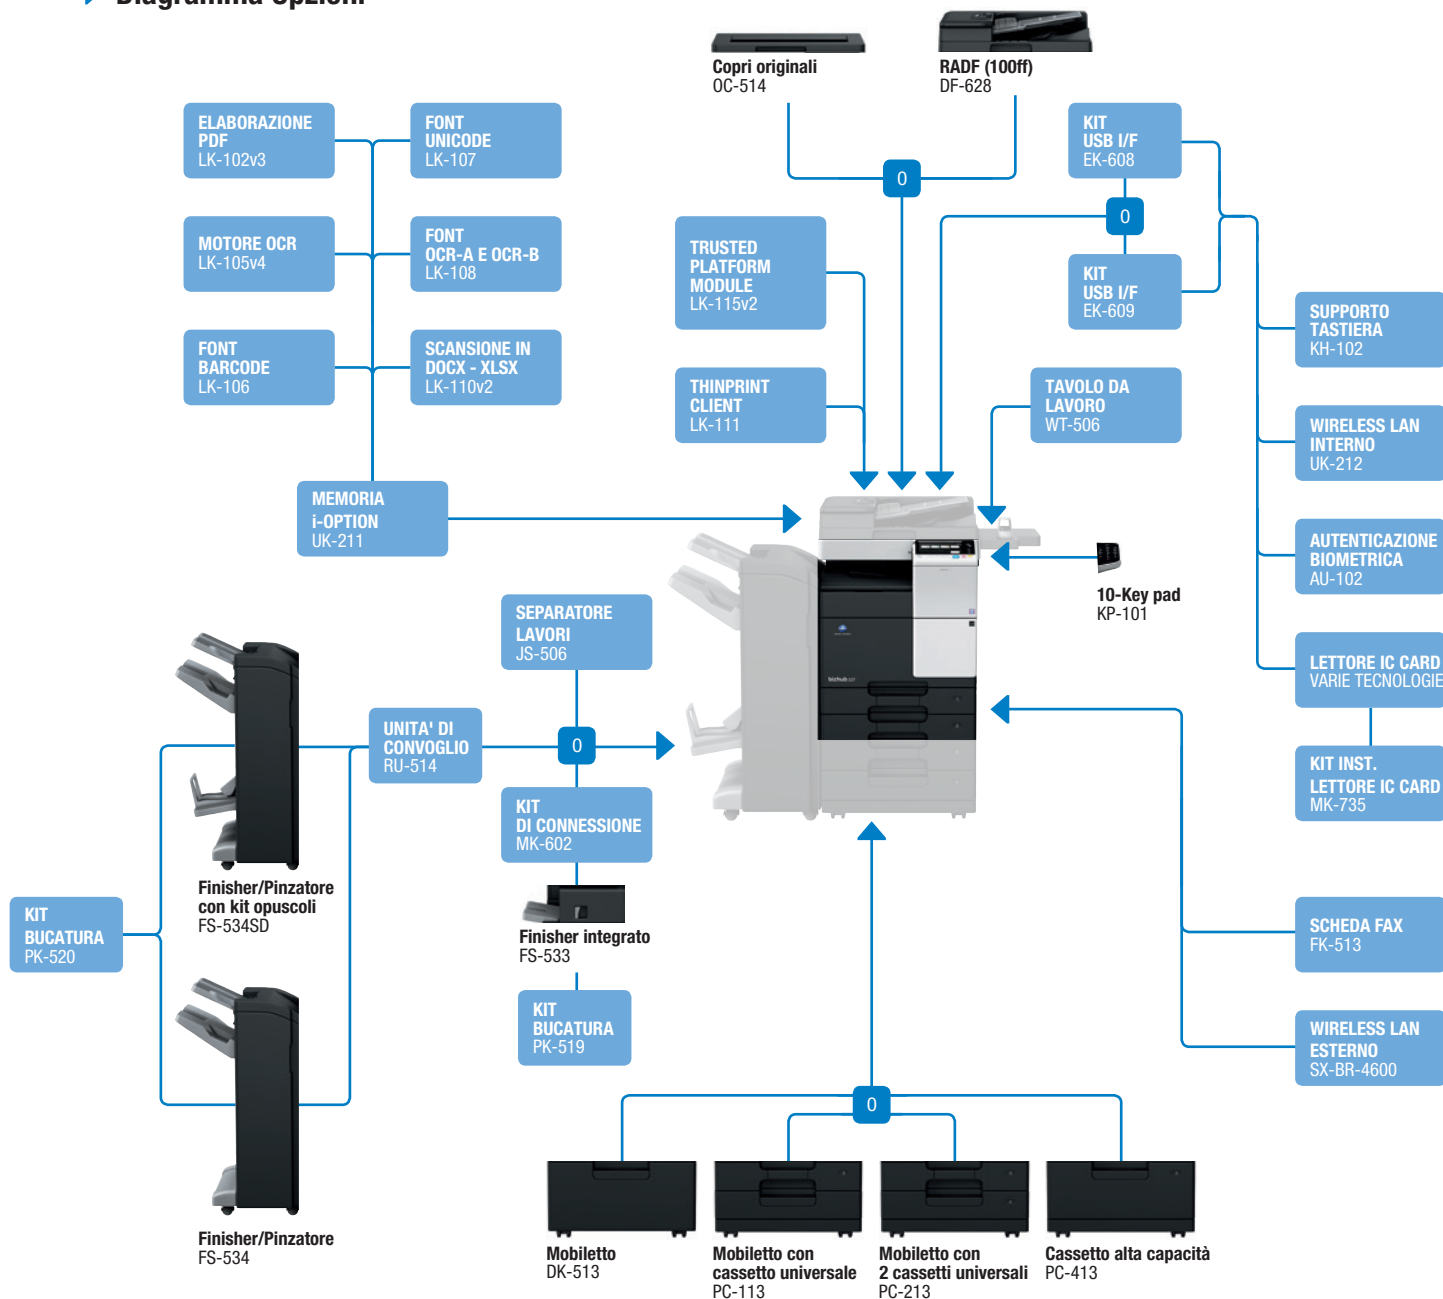 Diagramma opzioni
Copri originali
OC-514
RADF (100ff)
DF-628
ELABORAZIONE
PDF
LK-102v3
FONT
UNICODE
LK-107
KIT
USB I/F
EK-608
0
0
MOTORE OCR
LK-105v4
FONT
OCR-A E OCR-B
LK-108
TRUSTED
PLATFORM
MODULE
LK-115v2
KIT
USB I/F
EK-609
SUPPORTO
TASTIERA
KH-102
FONT
BARCODE
LK-106
SCANSIONE IN
DOCX - XLSX
LK-110v2
THINPRINT
CLIENT
LK-111
TAVOLO DA
LAVORO
WT-506
WIRELESS LAN
INTERNO
UK-212
MEMORIA
i-OPTION
UK-211
AUTENTICAZIONE
BIOMETRICA
AU-102
10-Key pad
KP-101
SEPARATORE
LAVORI
JS-506
LETTORE IC CARD
VARIE TECNOLOGIE
bizhub
UNITA' DI
CONVOGLIO
RU-514
0
KIT INST.
LETTORE IC CARD
MK-735
KIT
DI CONNESSIONE
MK-602
Finisher/Pinzatore
con kit opuscoli
FS-534SD
KIT
BUCATURA
PK-520
Finisher integrato
FS-533
SCHEDA FAX
FK-513
KIT
BUCATURA
PK-519
WIRELESS LAN
ESTERNO
SX-BR-4600
0
Finisher/Pinzatore
FS-534
Mobiletto
DK-513
Mobiletto con
cassetto universale
PC-113
Mobiletto con
2 cassetti universali
PC-213
Cassetto alta capacità
PC-413